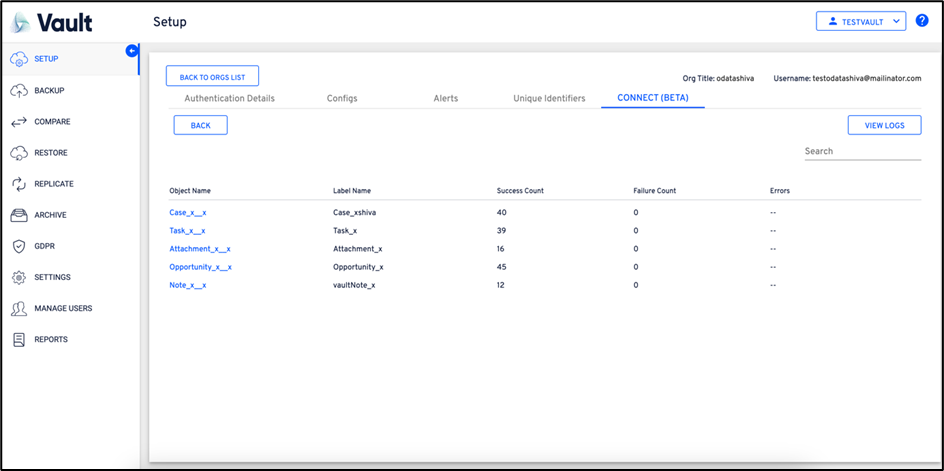 Vault
Setup
TESTVAULT
?
SETUP
BACKUP
COMPARE
RESTORE
REPLICATE
ARCHIVE
GDPR
SETTINGS
MANAGE USERS
REPORTS
BACK TO ORGS LIST
Org Title: odatashiva Username: testodatashiva@mailinator.com
Authentication Details Configs Alerts Unique Identifiers CONNECT (BETA)
BACK VIEW LOGS
Search
Object Name Label Name Success Count Failure Count Errors
Case_x__x Case_xshiva 40 0 --
Task_x__x Task_x 39 0 --
Attachment_x__x Attachment_x 16 0 --
Opportunity_x__x Opportunity_x 45 0 --
Note_x__x vaultNote_x 12 0 --